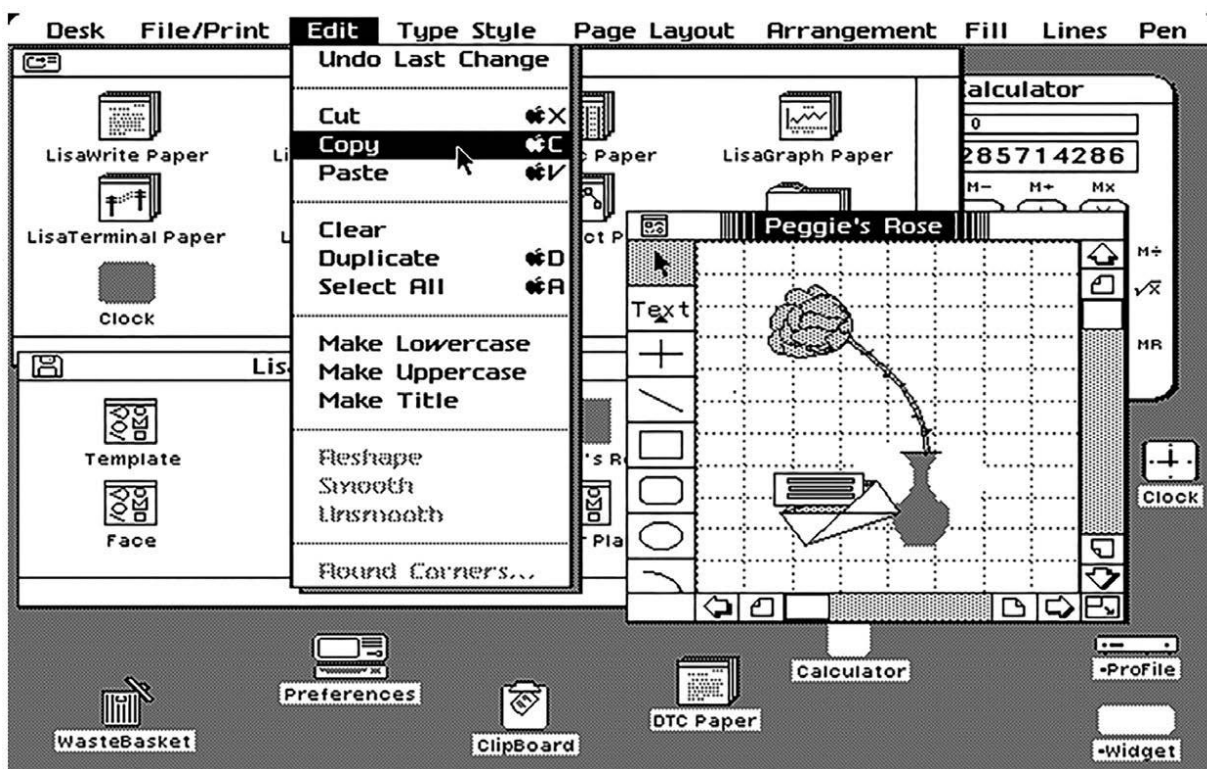 Desk File/Print Edit Type Style Page Layout Arrangement Fill Lines Pen
Undo Last Change
Cut X
Copy C
Paste V
Clear
Duplicate D
Select All A
Make Lowercase
Make Uppercase
Make Title
Reshape
Smooth
Unsmooth
Round Corners...
LisaWrite Paper
Paper
LisaGraph Paper
LisaTerminal Paper
Clock
Template
Face
0
285714286
M- M+ Mx
M÷
√x
MR
Peggie's Rose
Text
Clock
Preferences
WasteBasket
ClipBoard
DTC Paper
Calculator
-ProFile
-Widget